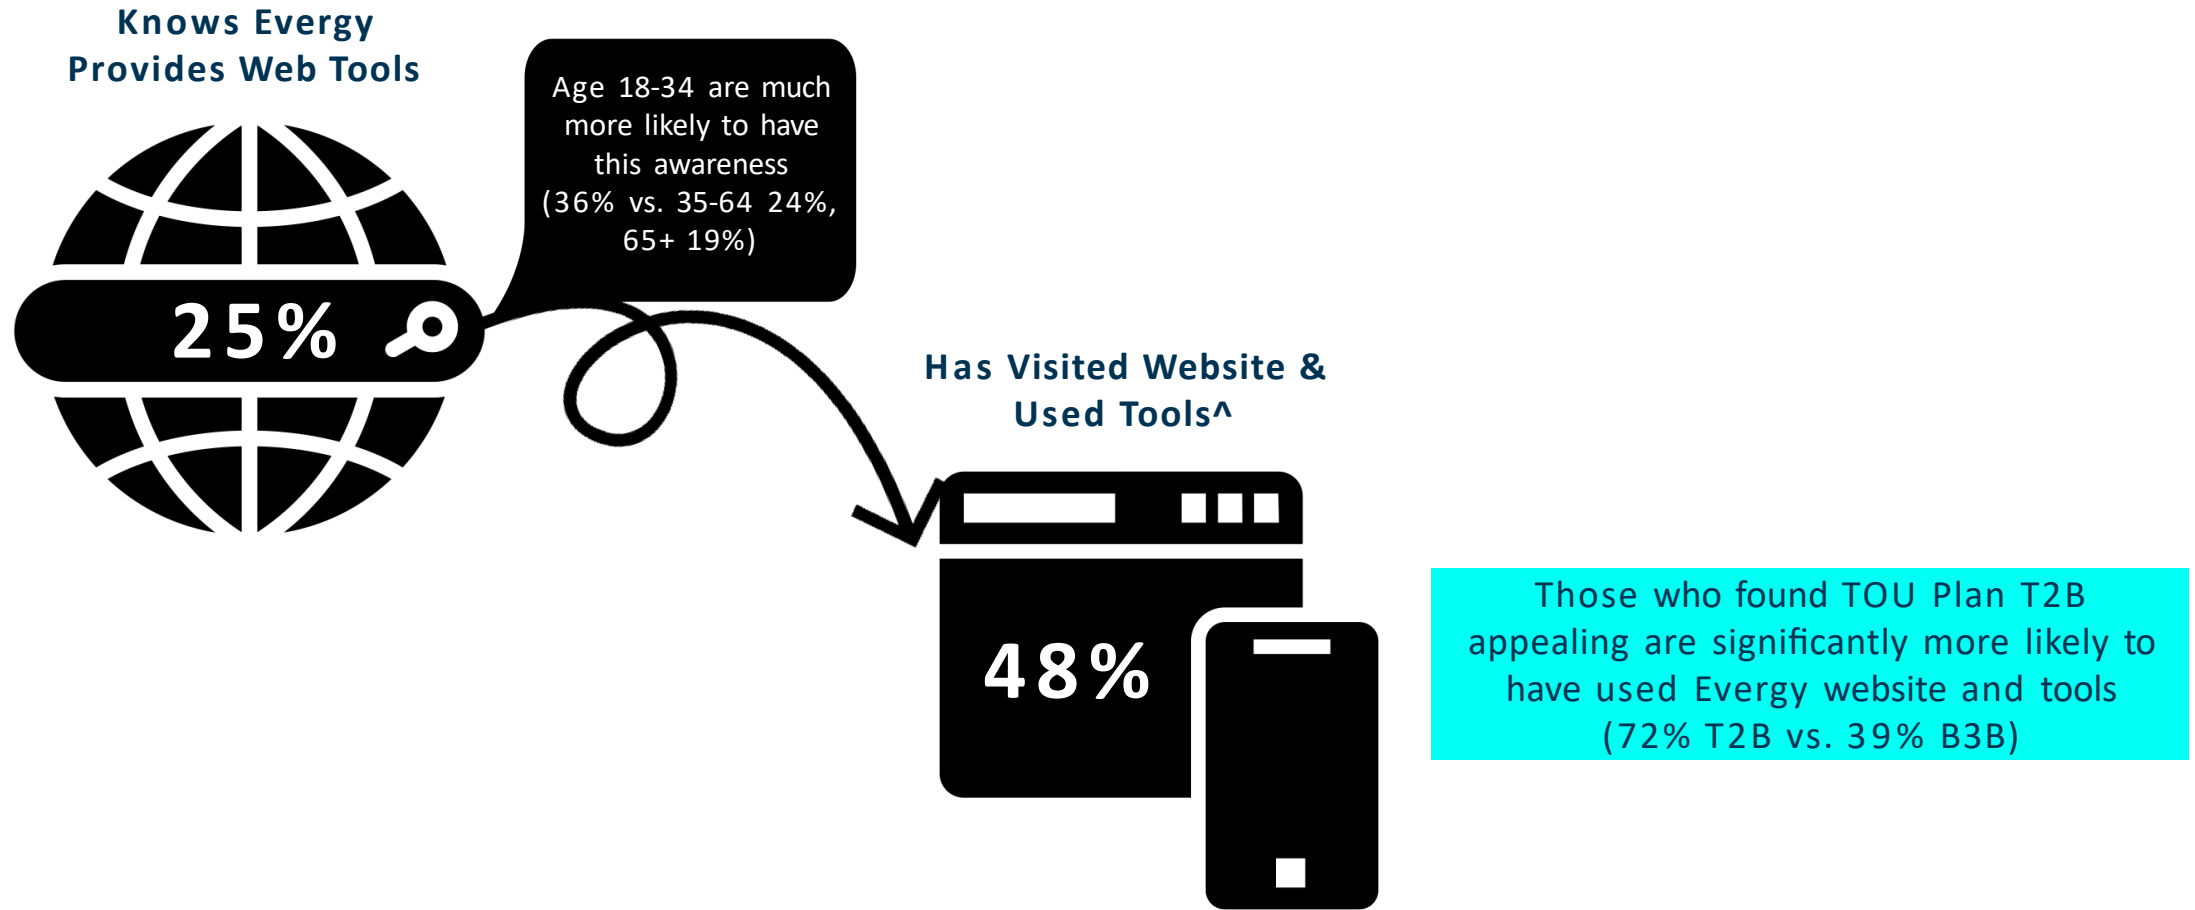 Knows Evergy
Provides Web Tools
Age 18-34 are much
more likely to have
this awareness
(36% vs. 35-64 24%,
65+ 19%)
25%
Has Visited Website &
Used Tools^
48%
Those who found TOU Plan T2B
appealing are significantly more likely to
have used Evergy website and tools
(72% T2B vs. 39% B3B)